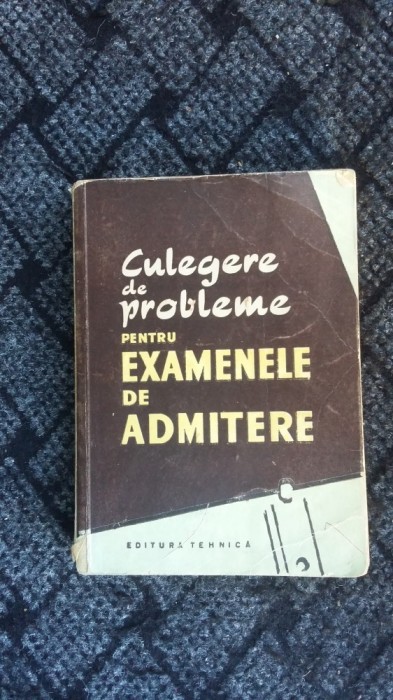 Culegere
de
probleme
PENTRU
EXAMENELE
DE
ADMITERE
EDITURA TEHNICĂ